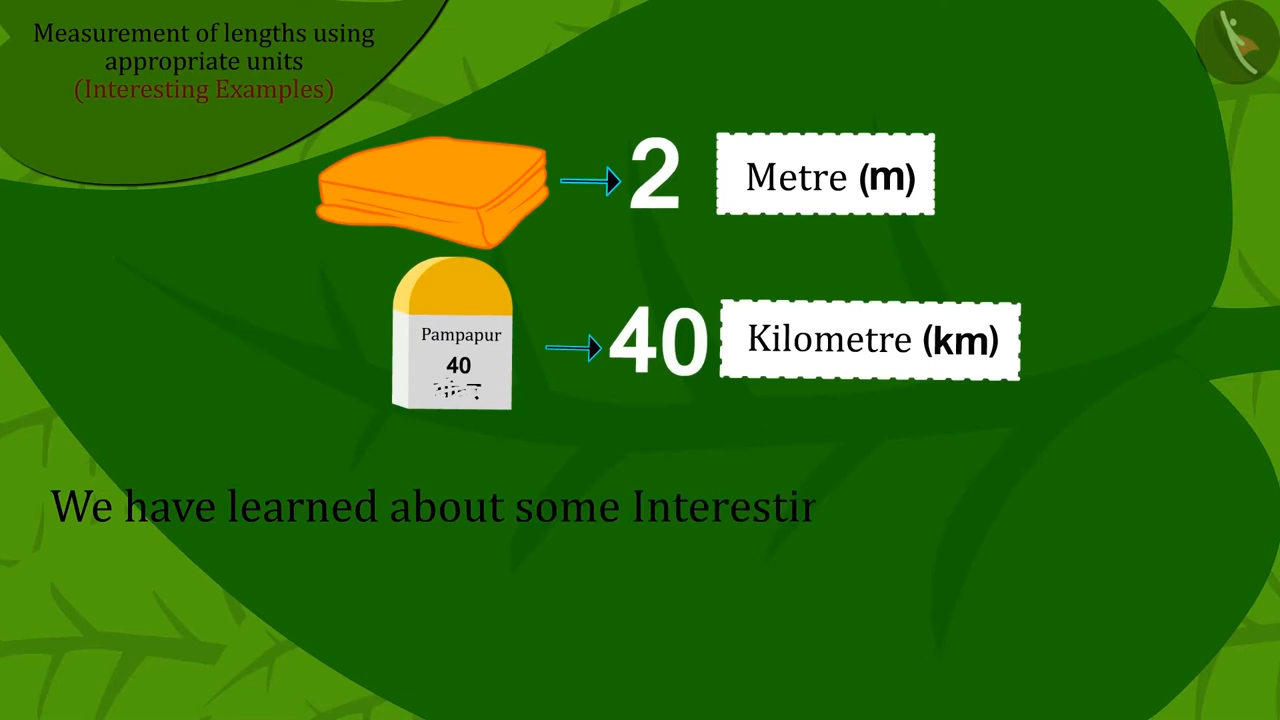 Measurement of lengths using
appropriate units
(Interesting Examples)
2 Metre (m)
Pampapur
40
40 Kilometre (km)
We have learned about some